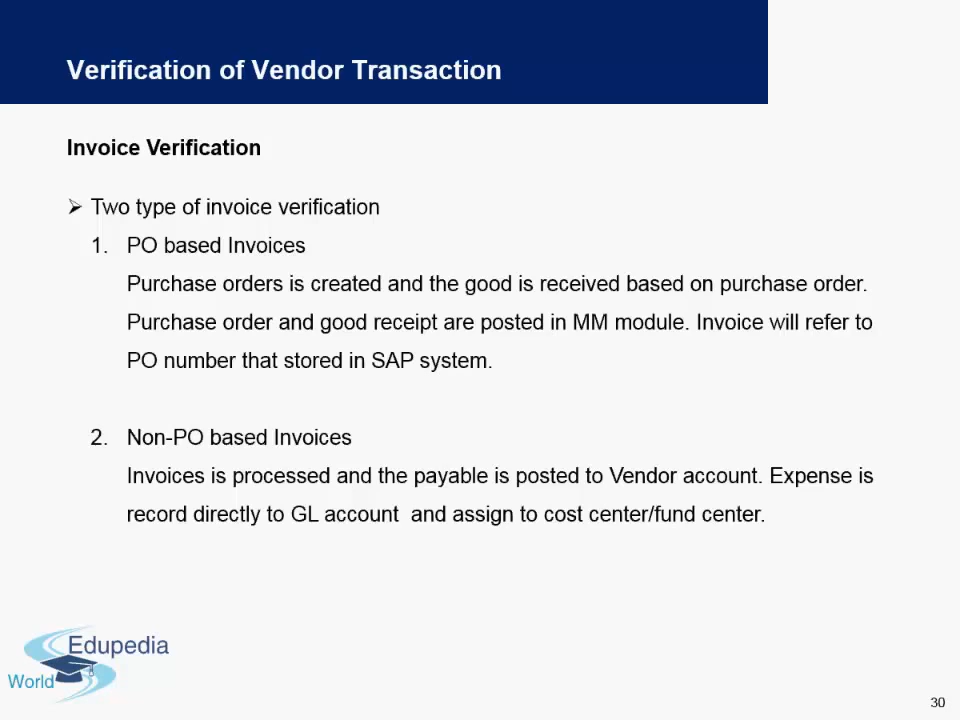 Verification of Vendor Transaction
Invoice Verification
➢ Two type of invoice verification
1. PO based Invoices
Purchase orders is created and the good is received based on purchase order.
Purchase order and good receipt are posted in MM module. Invoice will refer to
PO number that stored in SAP system.
2. Non-PO based Invoices
Invoices is processed and the payable is posted to Vendor account. Expense is
record directly to GL account and assign to cost center/fund center.
Edupedia
World
30